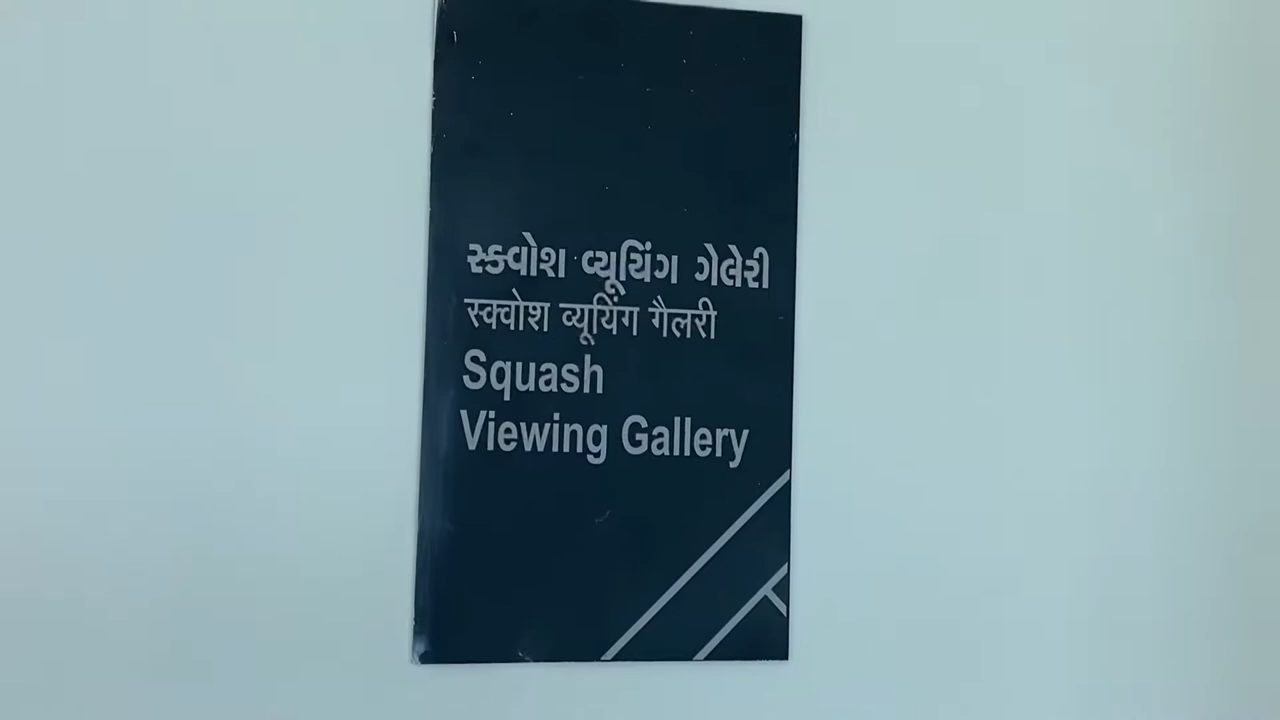 સ્ક્વોશ વ્યૂયિંગ ગેલેરી
स्क्वोश व्यूयिंग गैलरी
Squash
Viewing Gallery